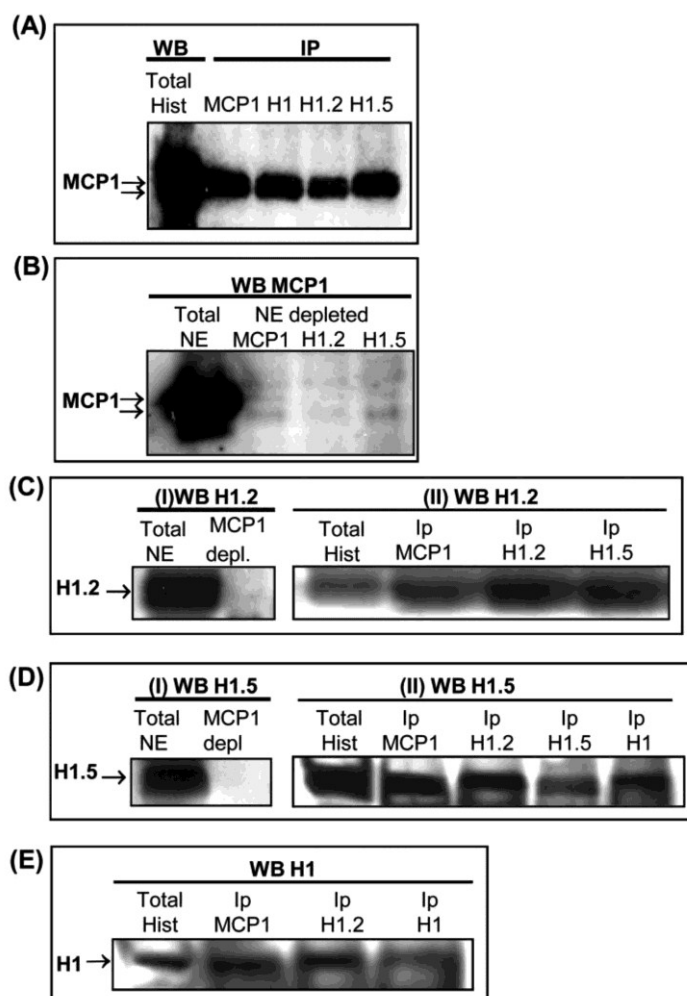 (A)
WB IP
Total
Hist MCP1 H1 H1.2 H1.5
MCP1
(B)
WB MCP1
Total NE depleted
NE MCP1 H1.2 H1.5
MCP1
(C)
(I)WB H1.2 (II) WB H1.2
Total MCP1 Total Ip Ip Ip
NE depl. Hist MCP1 H1.2 H1.5
H1.2
(D)
(I) WB H1.5 (II) WB H1.5
Total MCP1 Total Ip Ip Ip Ip
NE depl Hist MCP1 H1.2 H1.5 H1
H1.5
(E)
WB H1
Total Ip Ip Ip
Hist MCP1 H1.2 H1
H1